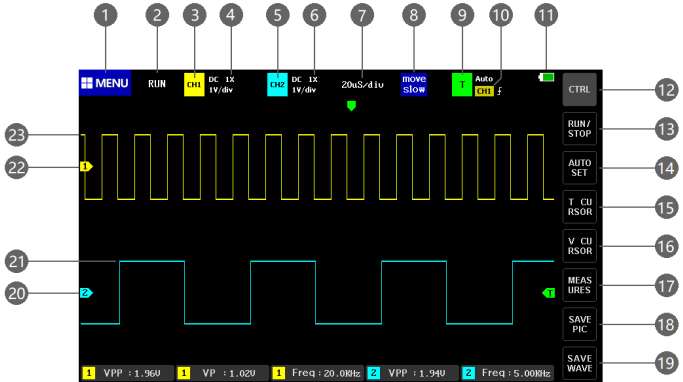 1 2 3 4 5 6 7 8 9 10 11
MENU RUN CH1 DC 1X 1V/div CH2 DC 1X 1V/div 20uS/div move slow T Auto CH1
CTRL 12
RUN/ STOP 13
23
AUTO SET 14
22 1
T CU RSOR 15
V CU RSOR 16
21
MEAS URES 17
20 2 T
SAVE PIC 18
SAVE WAVE 19
1 VPP :1.96V 1 VP :1.02V 1 Freq:20.0KHz 2 VPP :1.94V 2 Freq:5.00KHz